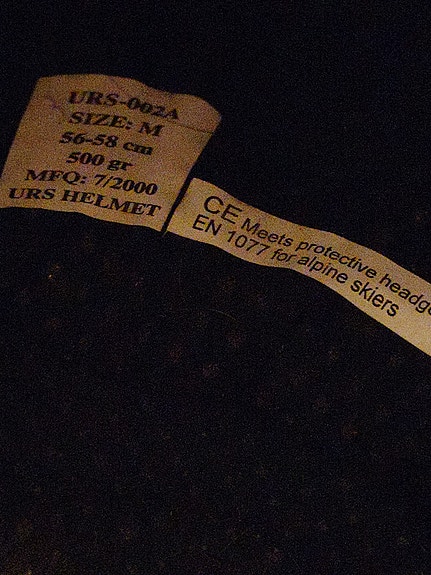 URS-002A
SIZE: M
56-58 cm
500 gr
MFQ: 7/2000
URS HELMET
CE Meets protective headge
EN 1077 for alpine skiers